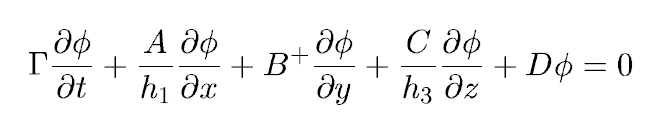 Γ ∂φ/∂t + A/h₁ ∂φ/∂x + B⁺ ∂φ/∂y + C/h₃ ∂φ/∂z + Dφ = 0